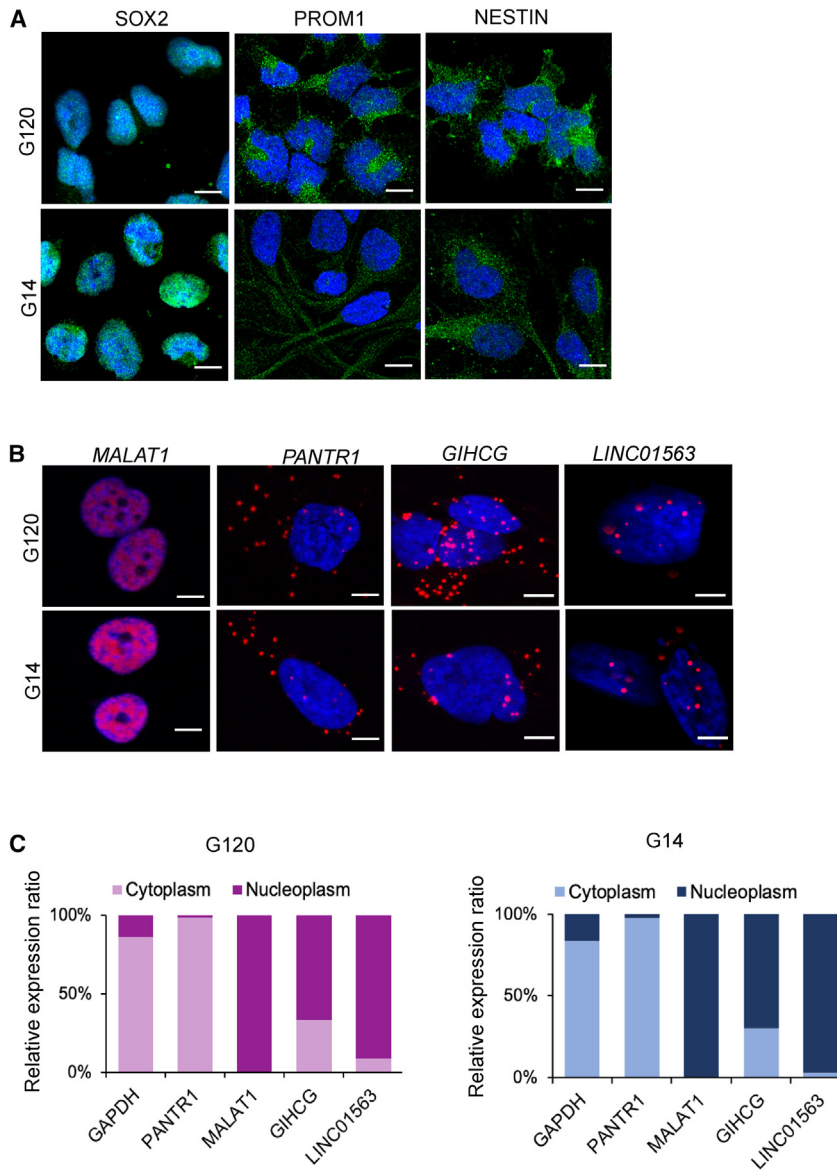 A
SOX2 PROM1 NESTIN
G120
G14
B
MALAT1 PANTR1 GIHCG LINC01563
G120
G14
C
G120
Cytoplasm Nucleoplasm
Relative expression ratio
100%
50%
0%
GAPDH PANTR1 MALAT1 GIHCG LINC01563
G14
Cytoplasm Nucleoplasm
Relative expression ratio
100%
50%
0%
GAPDH PANTR1 MALAT1 GIHCG LINC01563